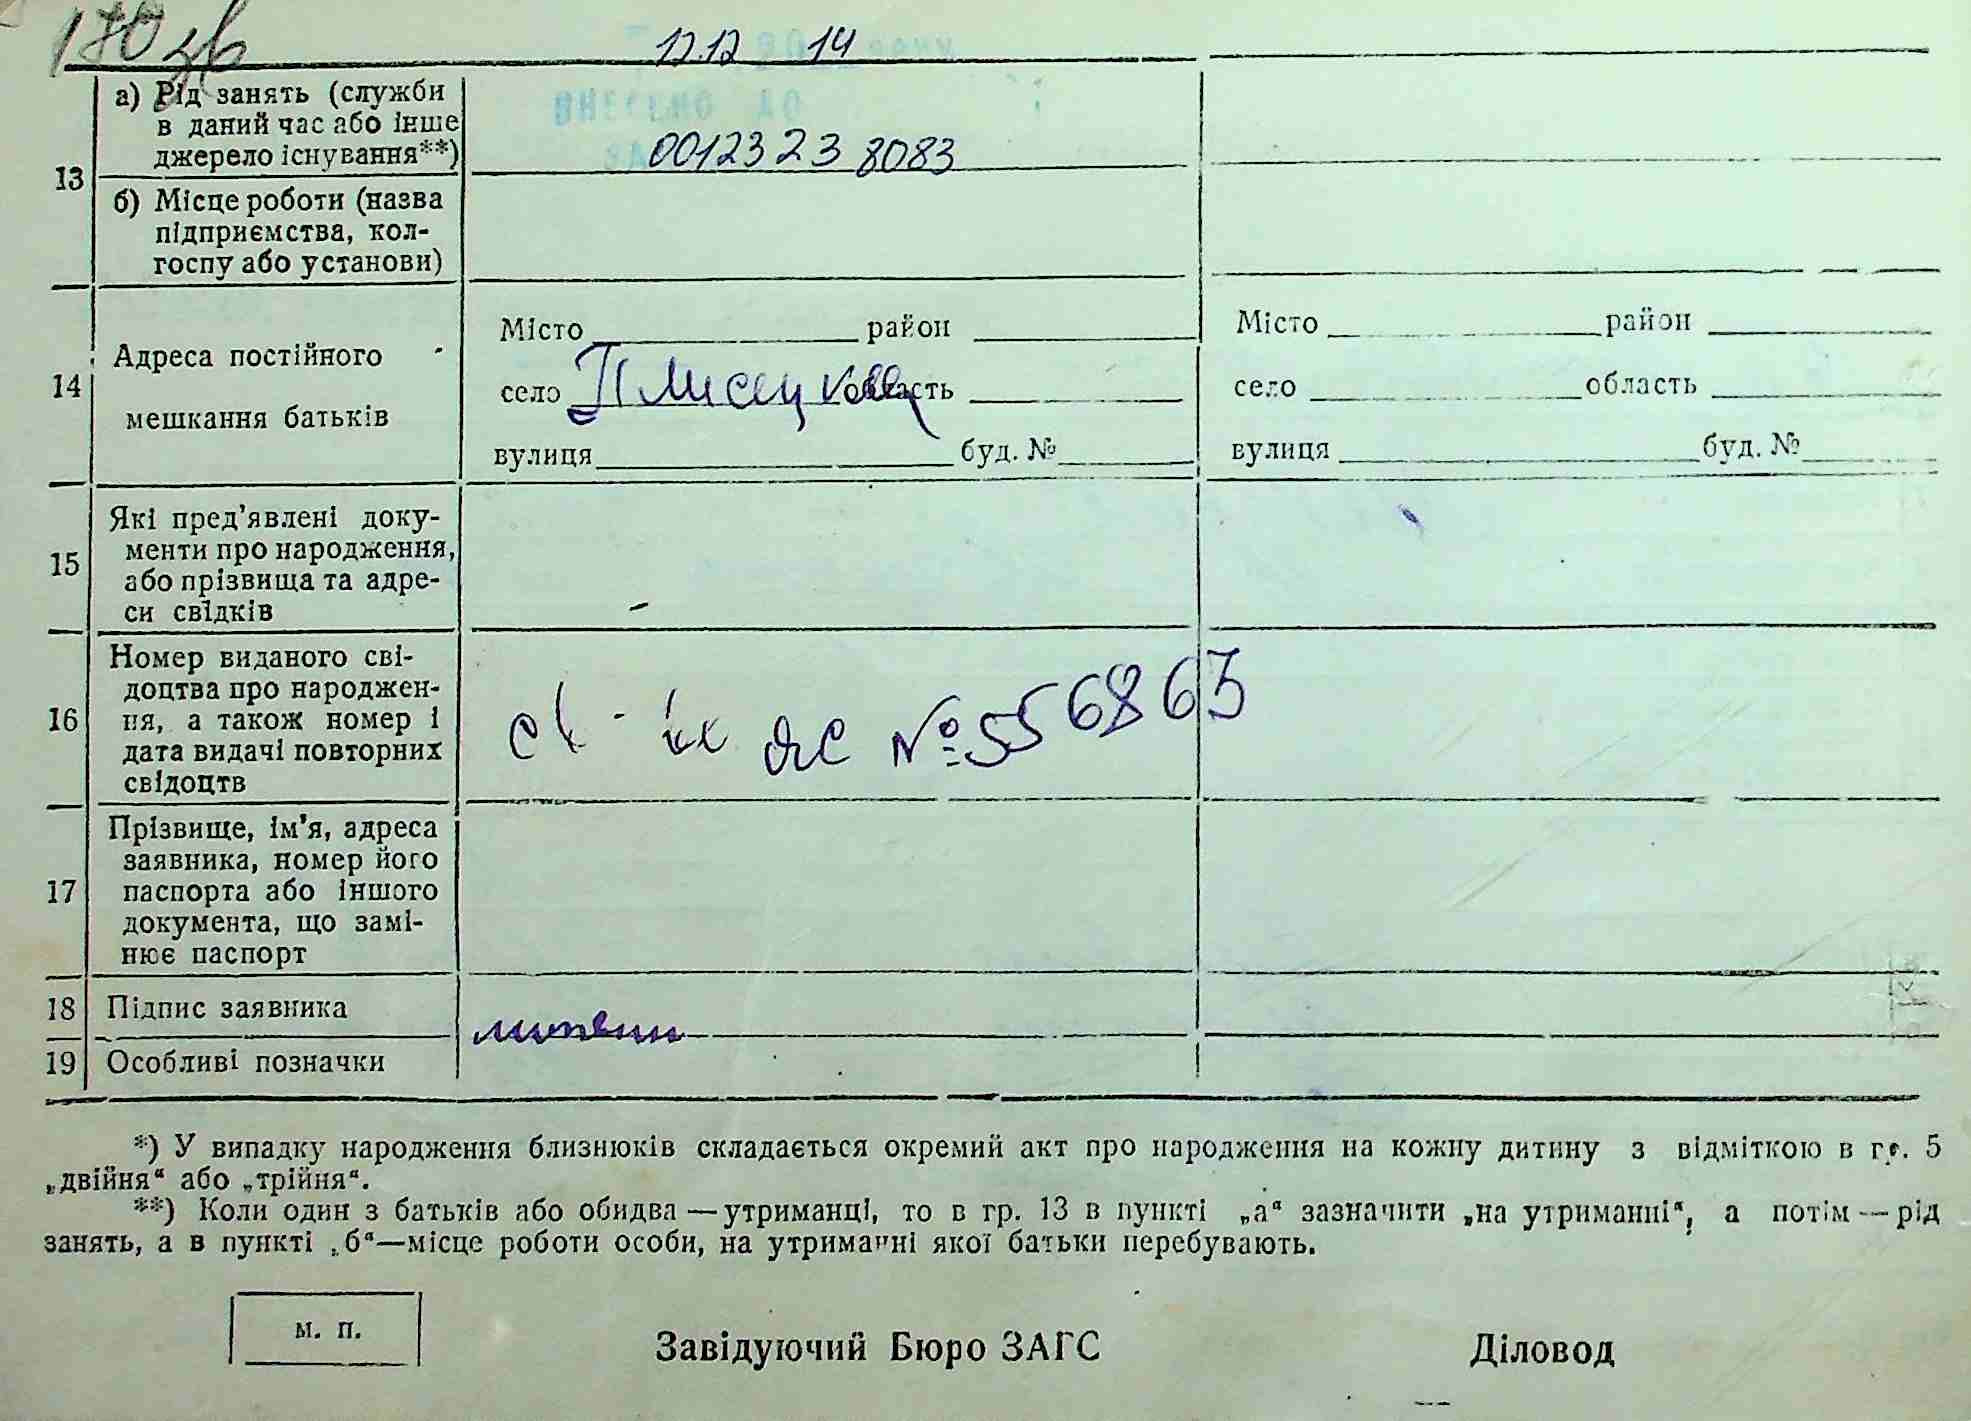 170 зв
12.12 14
13 а) Рід занять (служби
в даний час або інше
джерело існування**)
0012323 8083
б) Місце роботи (назва
підприємства, кол-
госпу або установи)
14 Адреса постійного
мешкання батьків
Місто район
село область
вулиця буд. №
Місто район
село область
вулиця буд. №
15 Які пред’явлені доку-
менти про народження,
або прізвища та адре-
си свідків
16 Номер виданого сві-
доцтва про народжен-
ня, а також номер і
дата видачі повторних
свідоцтв
№ 556863
17 Прізвище, ім’я, адреса
заявника, номер його
паспорта або іншого
документа, що замі-
нює паспорт
18 Підпис заявника
литвин
19 Особливі позначки
*) У випадку народження близнюків складається окремий акт про народження на кожну дитину з відміткою в гр. 5
„двійня“ або „трійня“.
**) Коли один з батьків або обидва — утриманці, то в гр. 13 в пункті „а“ зазначити „на утриманні“, а потім — рід
занять, а в пункті „б“—місце роботи особи, на утриманні якої батьки перебувають.
м. п.
Завідуючий Бюро ЗАГС Діловод